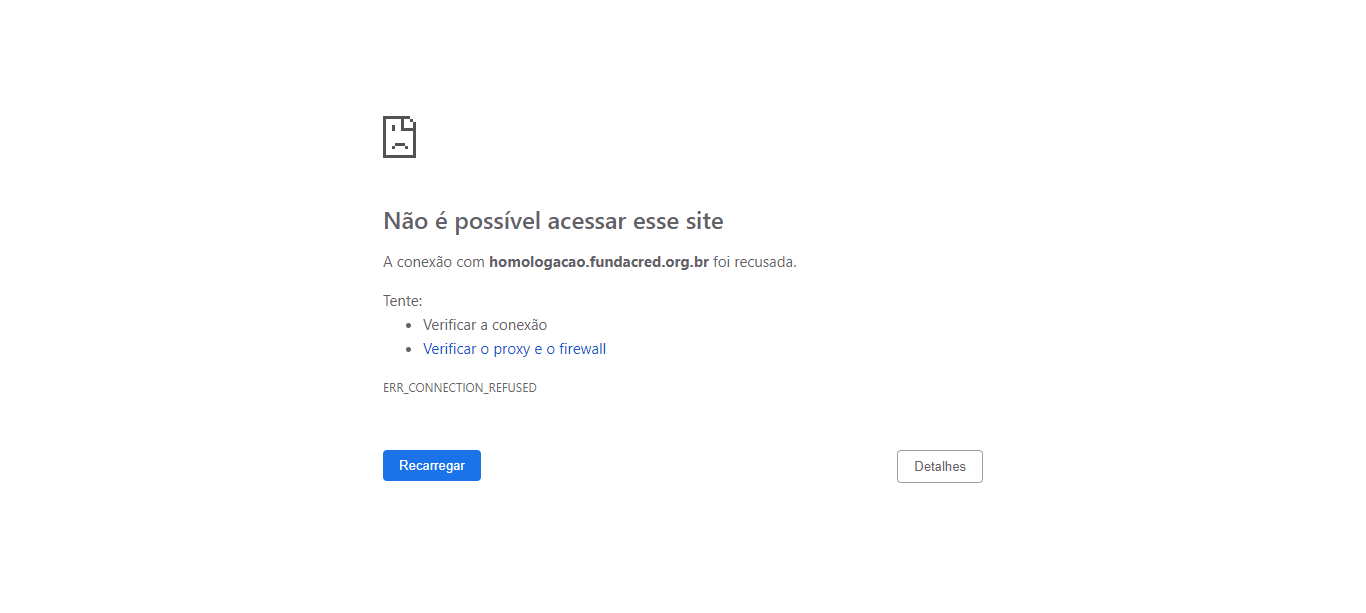 Não é possível acessar esse site
A conexão com homologacao.fundacred.org.br foi recusada.
Tente:
• Verificar a conexão
• Verificar o proxy e o firewall
ERR_CONNECTION_REFUSED
Recarregar
Detalhes